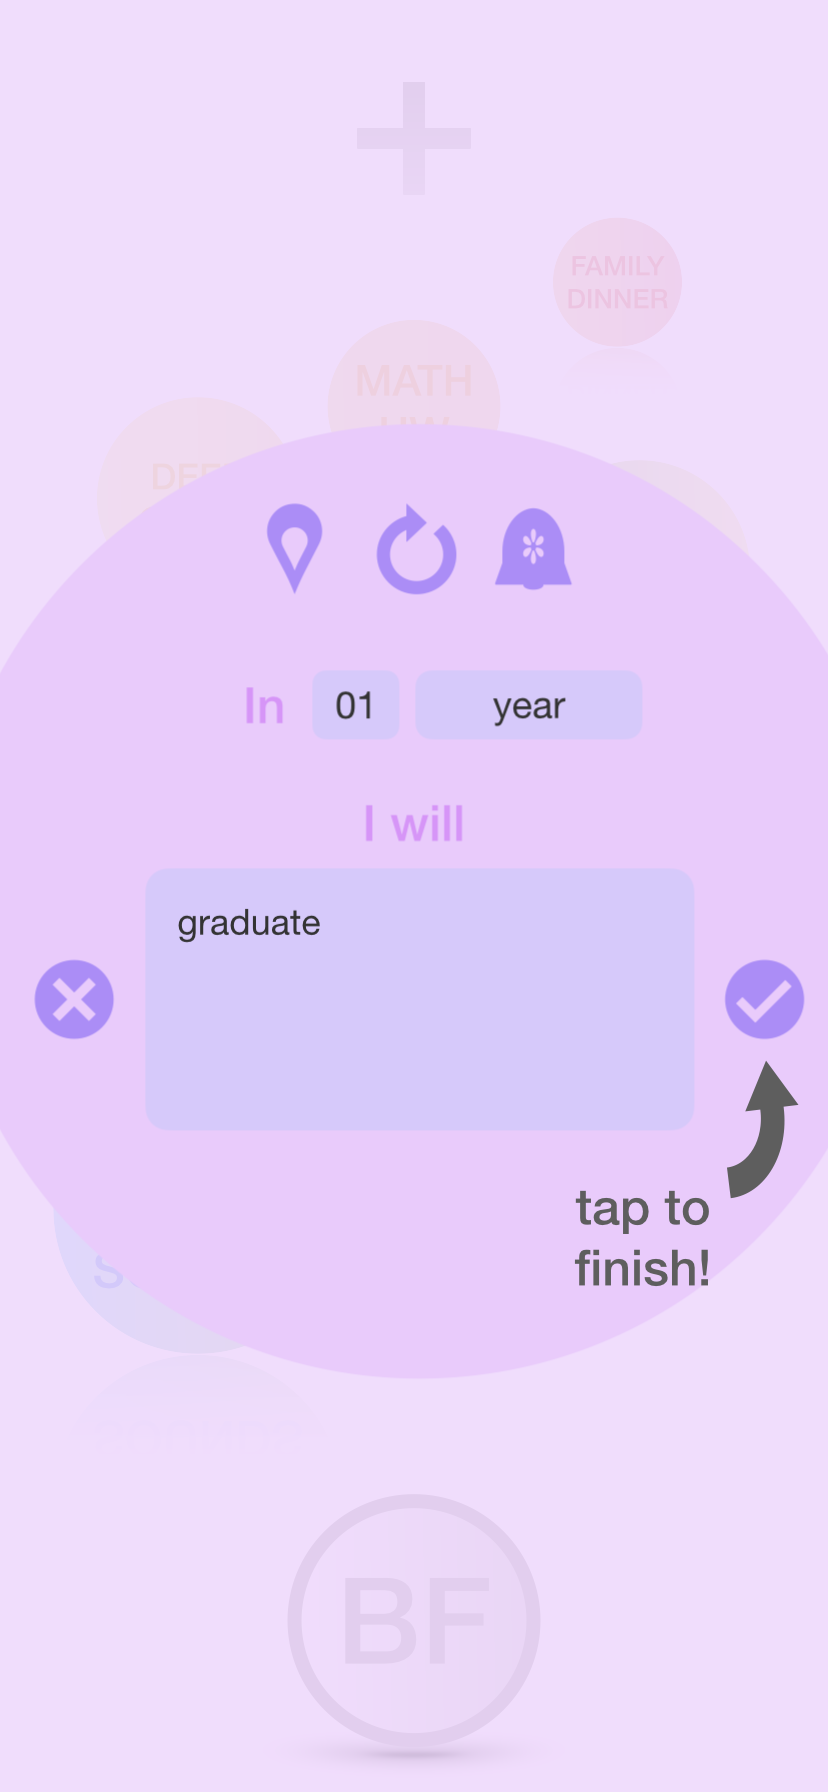 FAMILY
DINNER
MATH
In 01 year
I will
graduate
tap to
finish!
BF